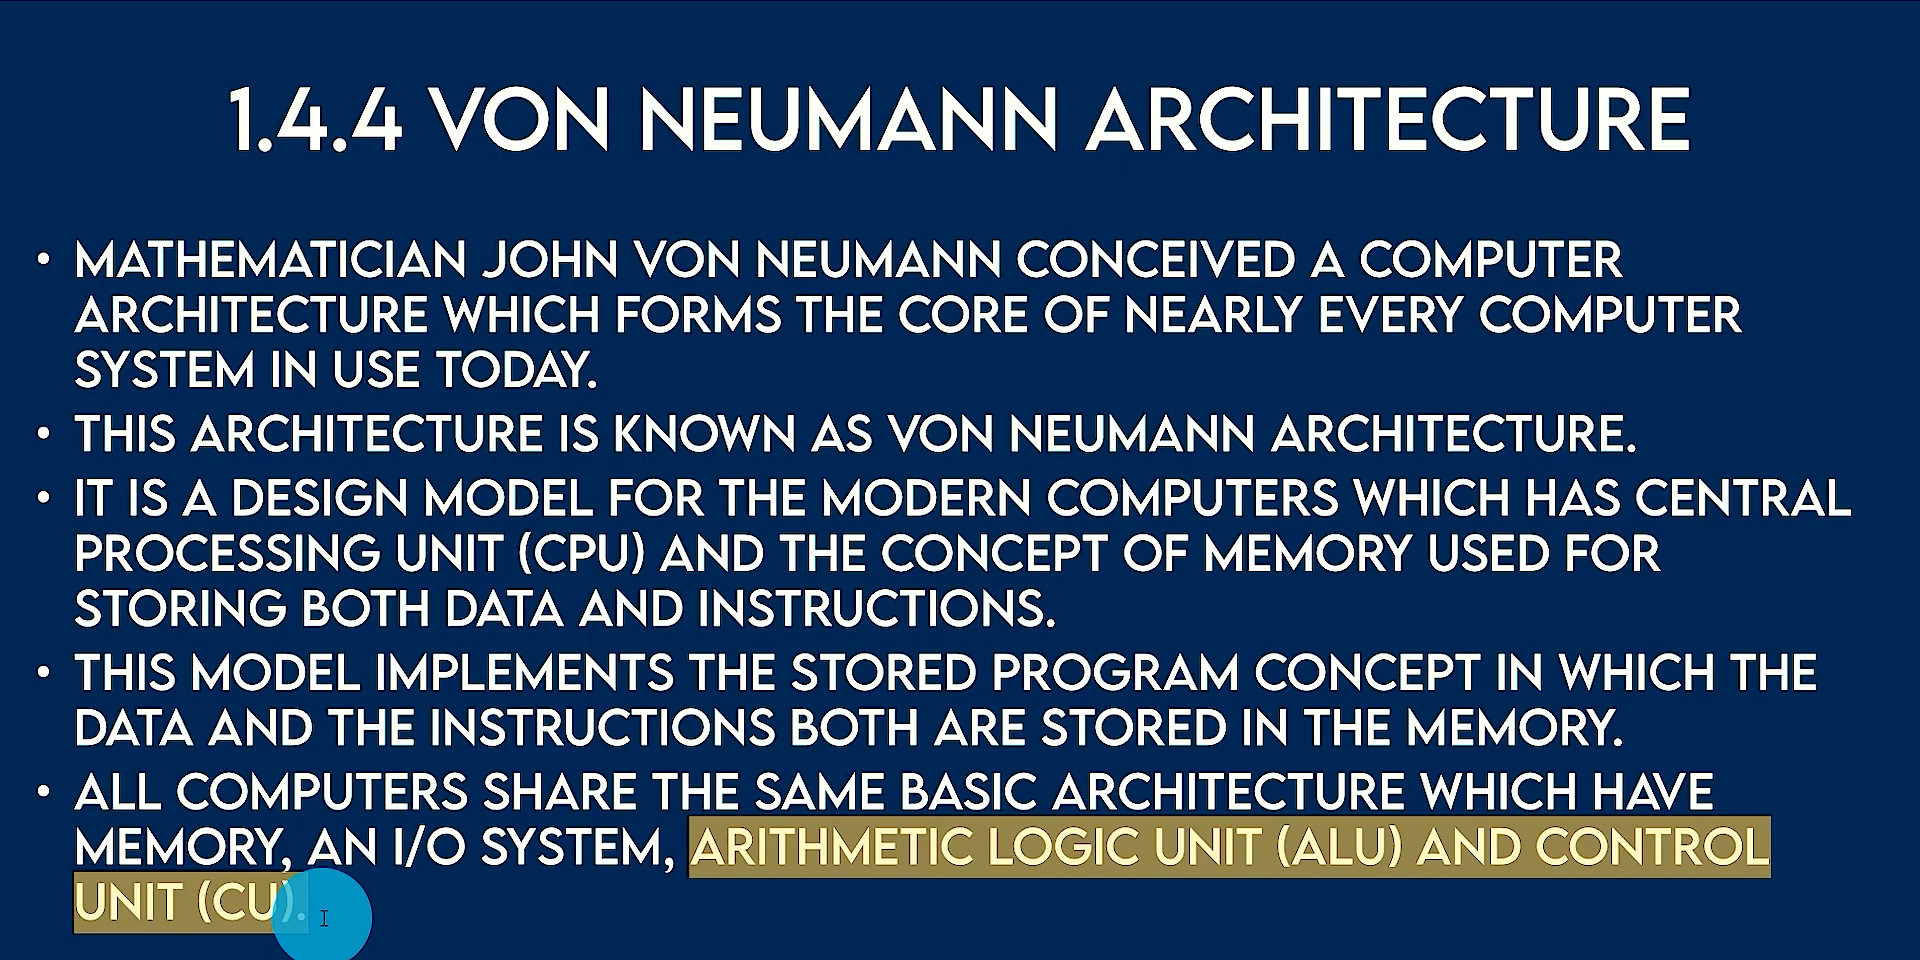 1.4.4 VON NEUMANN ARCHITECTURE
• MATHEMATICIAN JOHN VON NEUMANN CONCEIVED A COMPUTER
ARCHITECTURE WHICH FORMS THE CORE OF NEARLY EVERY COMPUTER
SYSTEM IN USE TODAY.
• THIS ARCHITECTURE IS KNOWN AS VON NEUMANN ARCHITECTURE.
• IT IS A DESIGN MODEL FOR THE MODERN COMPUTERS WHICH HAS CENTRAL
PROCESSING UNIT (CPU) AND THE CONCEPT OF MEMORY USED FOR
STORING BOTH DATA AND INSTRUCTIONS.
• THIS MODEL IMPLEMENTS THE STORED PROGRAM CONCEPT IN WHICH THE
DATA AND THE INSTRUCTIONS BOTH ARE STORED IN THE MEMORY.
• ALL COMPUTERS SHARE THE SAME BASIC ARCHITECTURE WHICH HAVE
MEMORY, AN I/O SYSTEM, ARITHMETIC LOGIC UNIT (ALU) AND CONTROL
UNIT (CU).